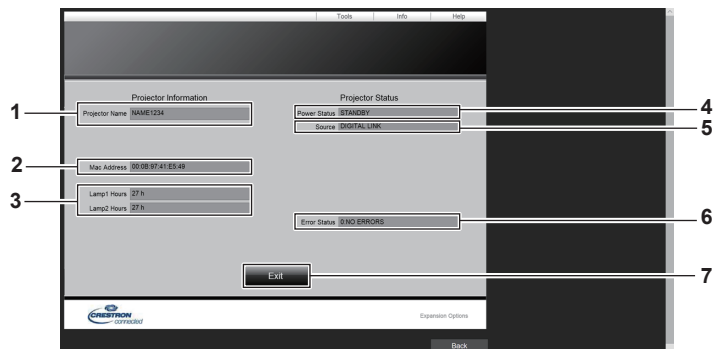 Tools Info Help
Projector Information
Projector Status
1
Projector Name NAME1234
Power Status STANDBY
4
Source DIGITAL LINK
5
2
Mac Address 00:0B:97:41:E5:49
3
Lamp1 Hours 27 h
Lamp2 Hours 27 h
Error Status 0:NO ERRORS
6
Exit
7
CRESTRON
connected
Expansion Options
Back